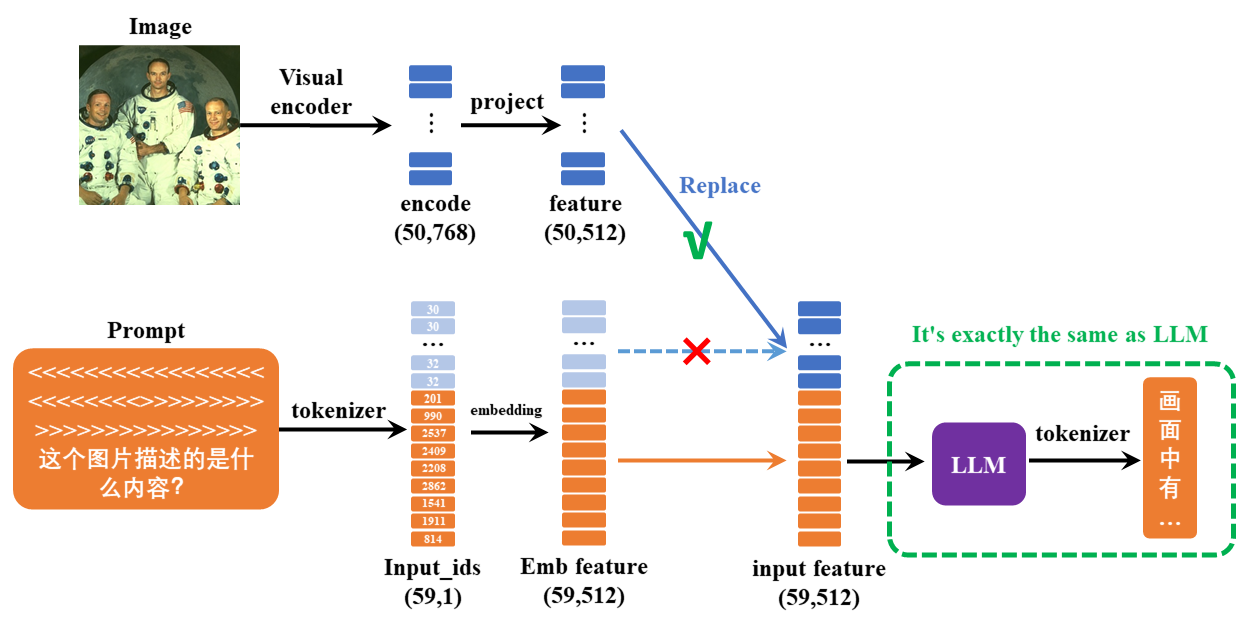 Image
Visual
encoder
project
encode
(50,768)
feature
(50,512)
Replace
√
Prompt
<<<<<<<<<<<<<<<<<
<<<<<<<<>>>>>>>>>
>>>>>>>>>>>>>>>>
这个图片描述的是什
么内容?
tokenizer
30
30
...
32
32
201
990
2537
2409
2208
2862
1541
1911
814
Input_ids
(59,1)
embedding
...
Emb feature
(59,512)
...
input feature
(59,512)
It's exactly the same as LLM
LLM
tokenizer
画
面
中
有
...